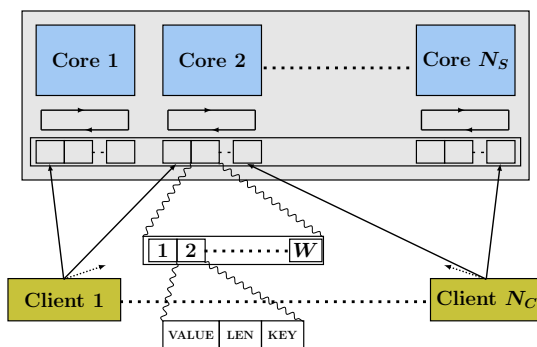 Core 1 Core 2 Core N_S
1 2 W
Client 1 Client N_C
VALUE LEN KEY